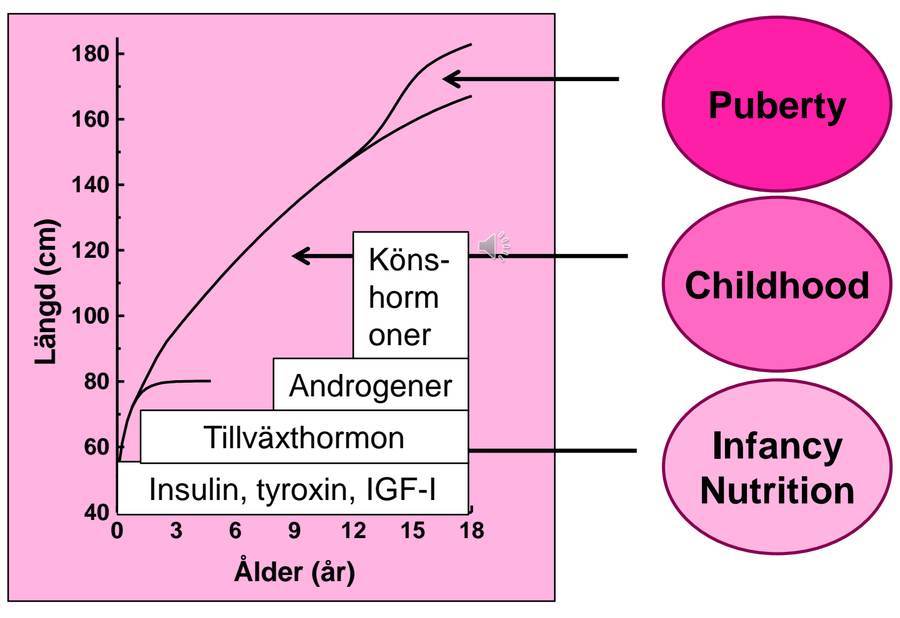 180
160
140
120
100
80
60
40
Längd (cm)
0 3 6 9 12 15 18
Ålder (år)
Köns-
horm
oner
Androgener
Tillväxthormon
Insulin, tyroxin, IGF-I
Puberty
Childhood
Infancy
Nutrition